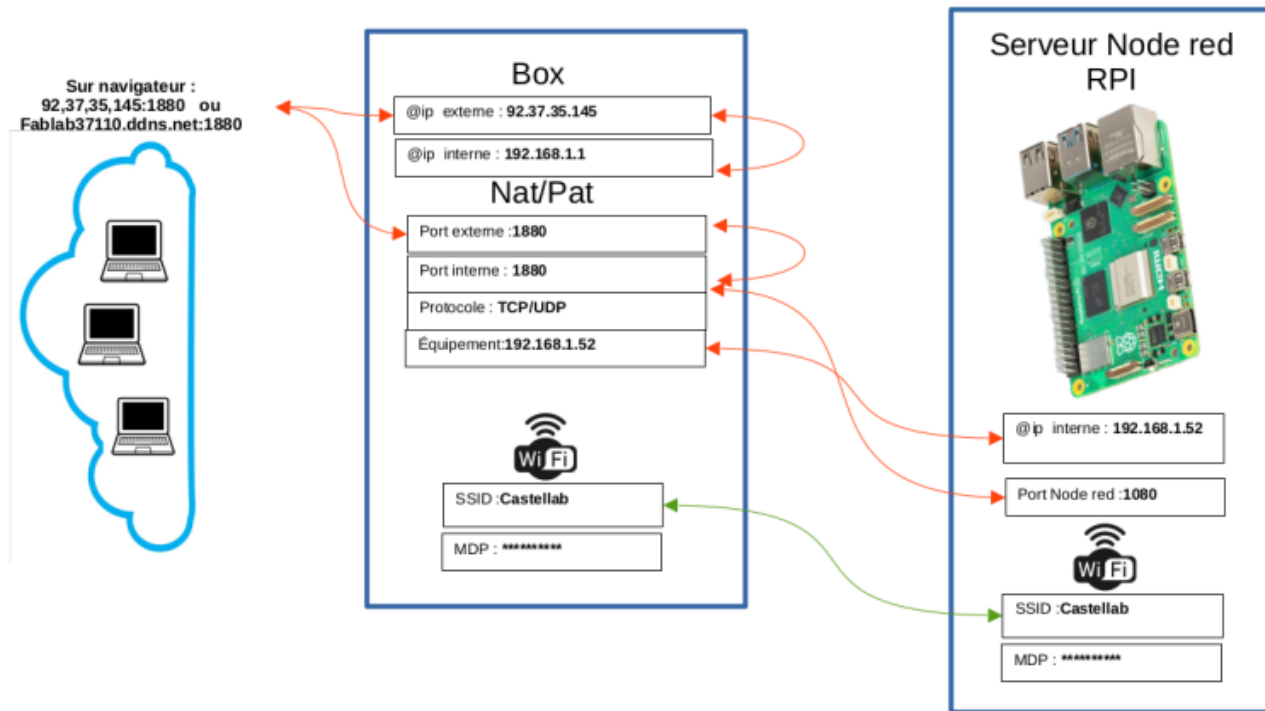 Sur navigateur :
92,37,35,145:1880 ou
Fablab37110.ddns.net:1880
Box
@ip externe : 92.37.35.145
@ip interne : 192.168.1.1
Nat/Pat
Port externe :1880
Port interne : 1880
Protocole : TCP/UDP
Équipement:192.168.1.52
Wi Fi
SSID :Castellab
MDP : **********
Serveur Node red
RPI
@ip interne : 192.168.1.52
Port Node red :1080
Wi Fi
SSID :Castellab
MDP : **********